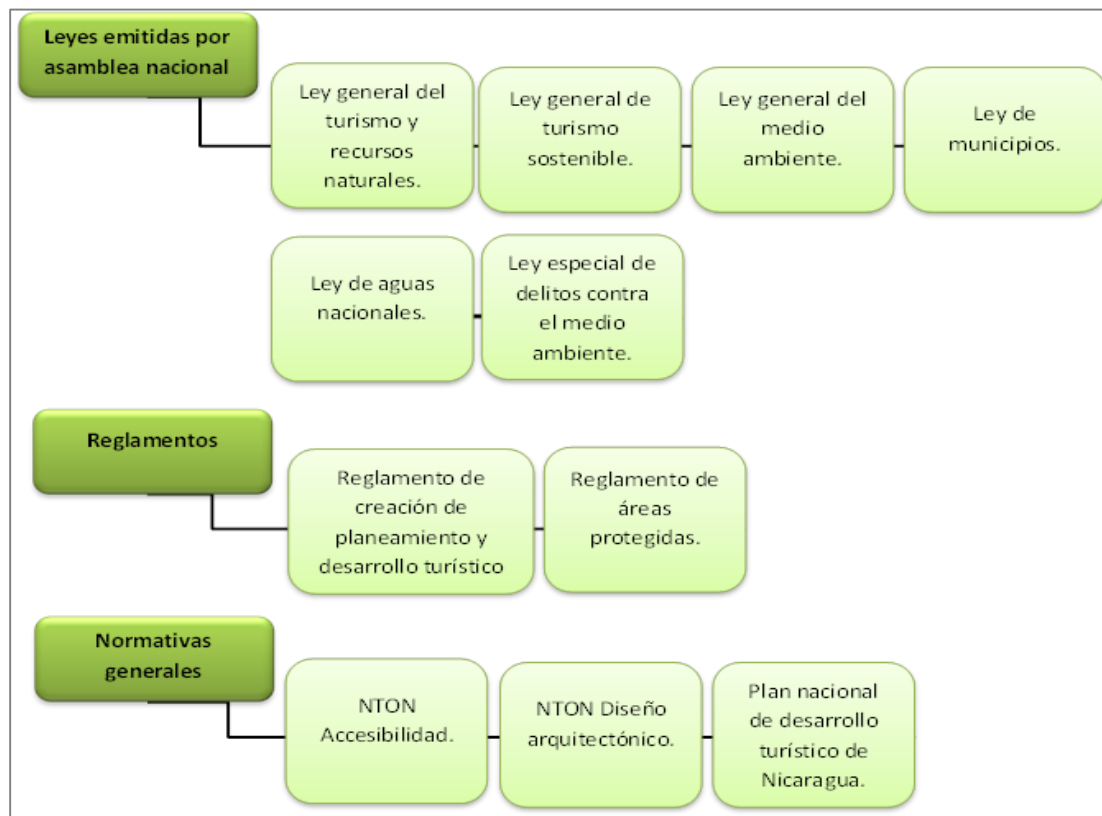 Leyes emitidas por
asamblea nacional
Ley general del
turismo y
recursos
naturales.
Ley general de
turismo
sostenible.
Ley general del
medio
ambiente.
Ley de
municipios.
Ley de aguas
nacionales.
Ley especial de
delitos contra
el medio
ambiente.
Reglamentos
Reglamento de
creación de
planeamiento y
desarrollo turístico
Reglamento de
áreas
protegidas.
Normativas
generales
NTON
Accesibilidad.
NTON Diseño
arquitectónico.
Plan nacional
de desarrollo
turístico de
Nicaragua.